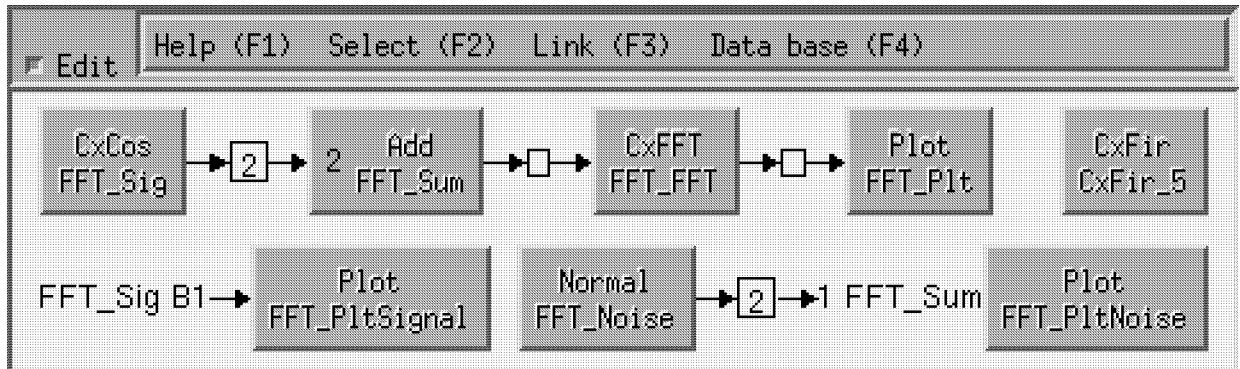 Edit
Help (F1) Select (F2) Link (F3) Data base (F4)
CxCos
FFT_Sig
2
2 Add
FFT_Sum
CxFFT
FFT_FFT
Plot
FFT_Plt
CxFir
CxFir_5
FFT_Sig B1
Plot
FFT_PltSignal
Normal
FFT_Noise
2
1 FFT_Sum
Plot
FFT_PltNoise